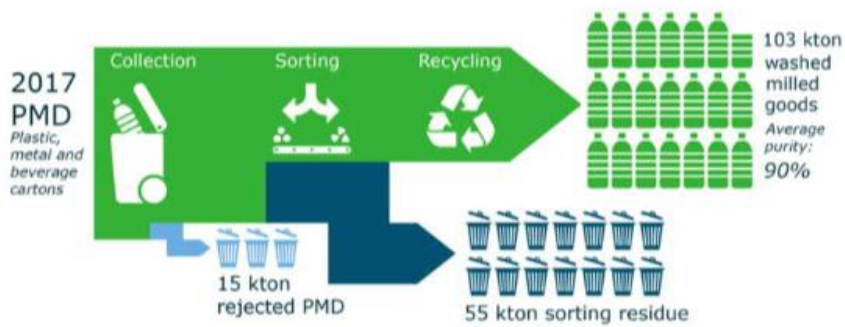 2017
PMD
Plastic,
metal and
beverage
cartons
Collection
Sorting
Recycling
103 kton
washed
milled
goods
Average
purity:
90%
15 kton
rejected PMD
55 kton sorting residue